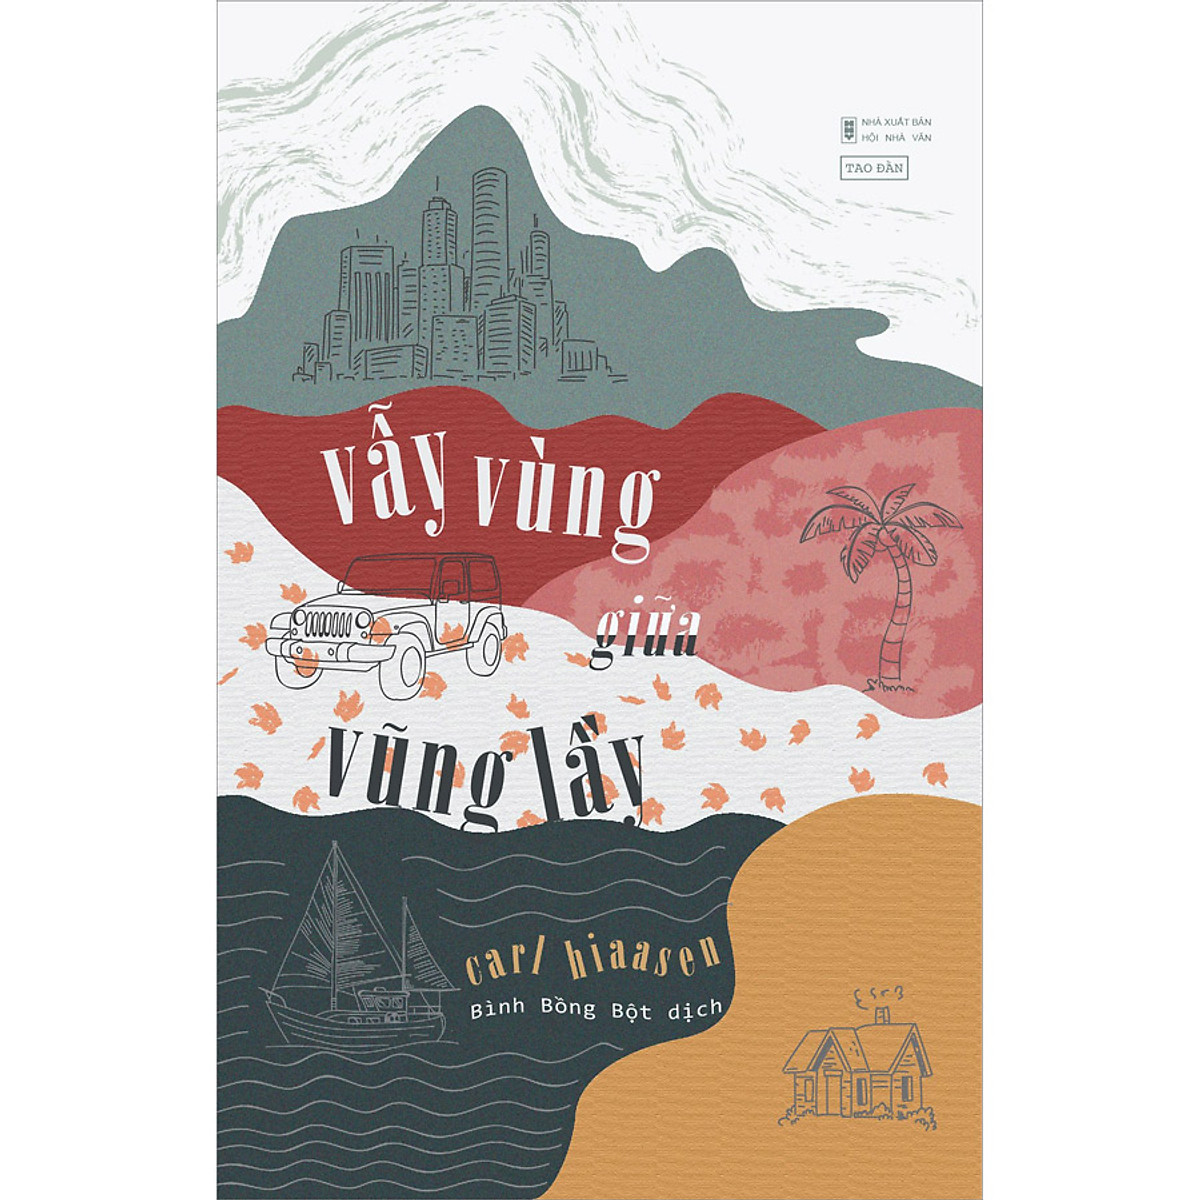 NHÀ XUẤT BẢN
HỘI NHÀ VĂN
TAO ĐÀN
vẫy vùng
giữa
vũng lầy
carl hiaasen
Bình Bồng Bột dịch